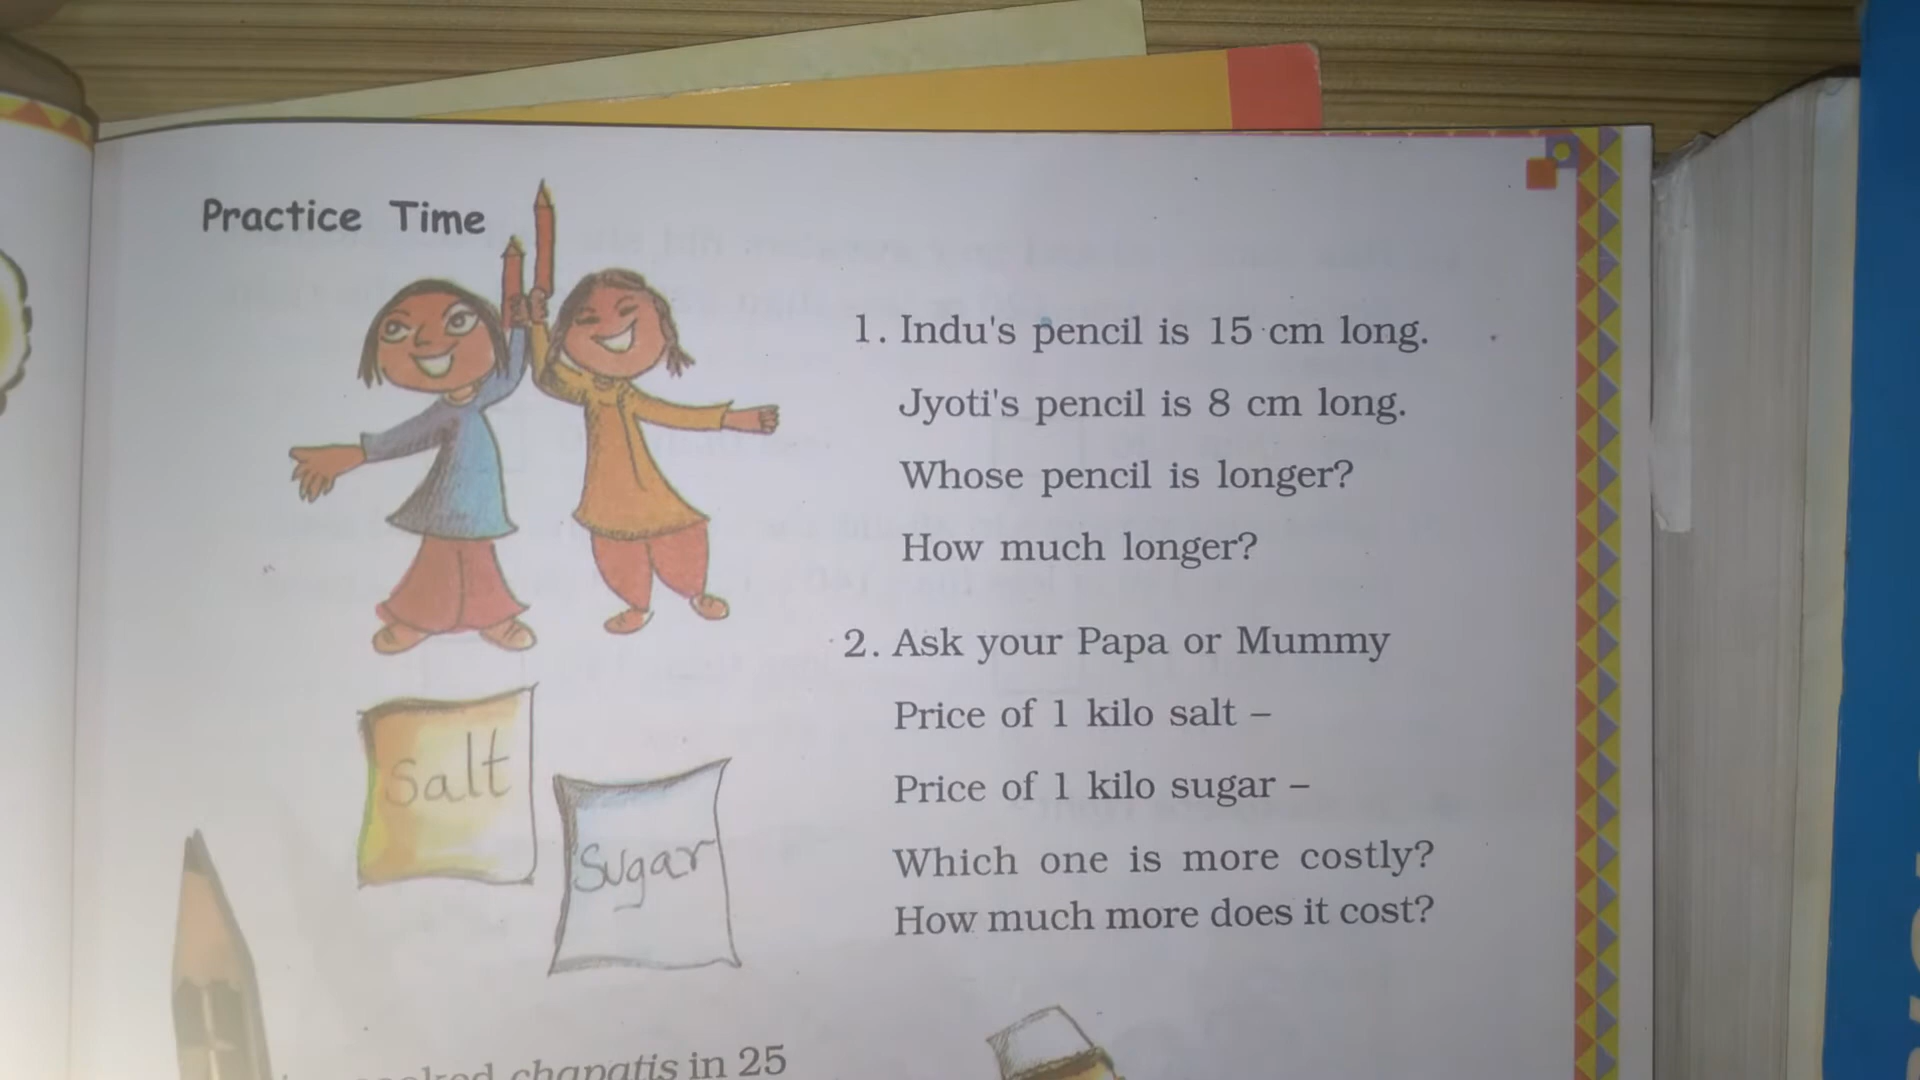 Practice Time
1. Indu's pencil is 15 cm long.
Jyoti's pencil is 8 cm long.
Whose pencil is longer?
How much longer?
2. Ask your Papa or Mummy
Price of 1 kilo salt –
Price of 1 kilo sugar –
Which one is more costly?
How much more does it cost?
Salt
Sugar
chapatis in 25